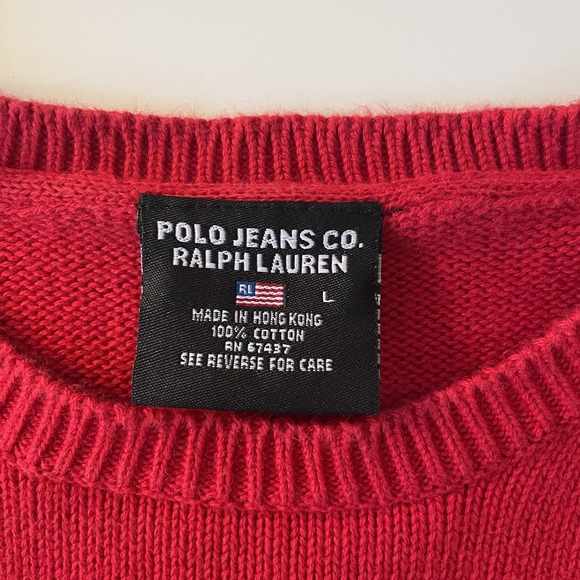 POLO JEANS CO.
RALPH LAUREN
RL
L
MADE IN HONG KONG
100% COTTON
RN 67437
SEE REVERSE FOR CARE